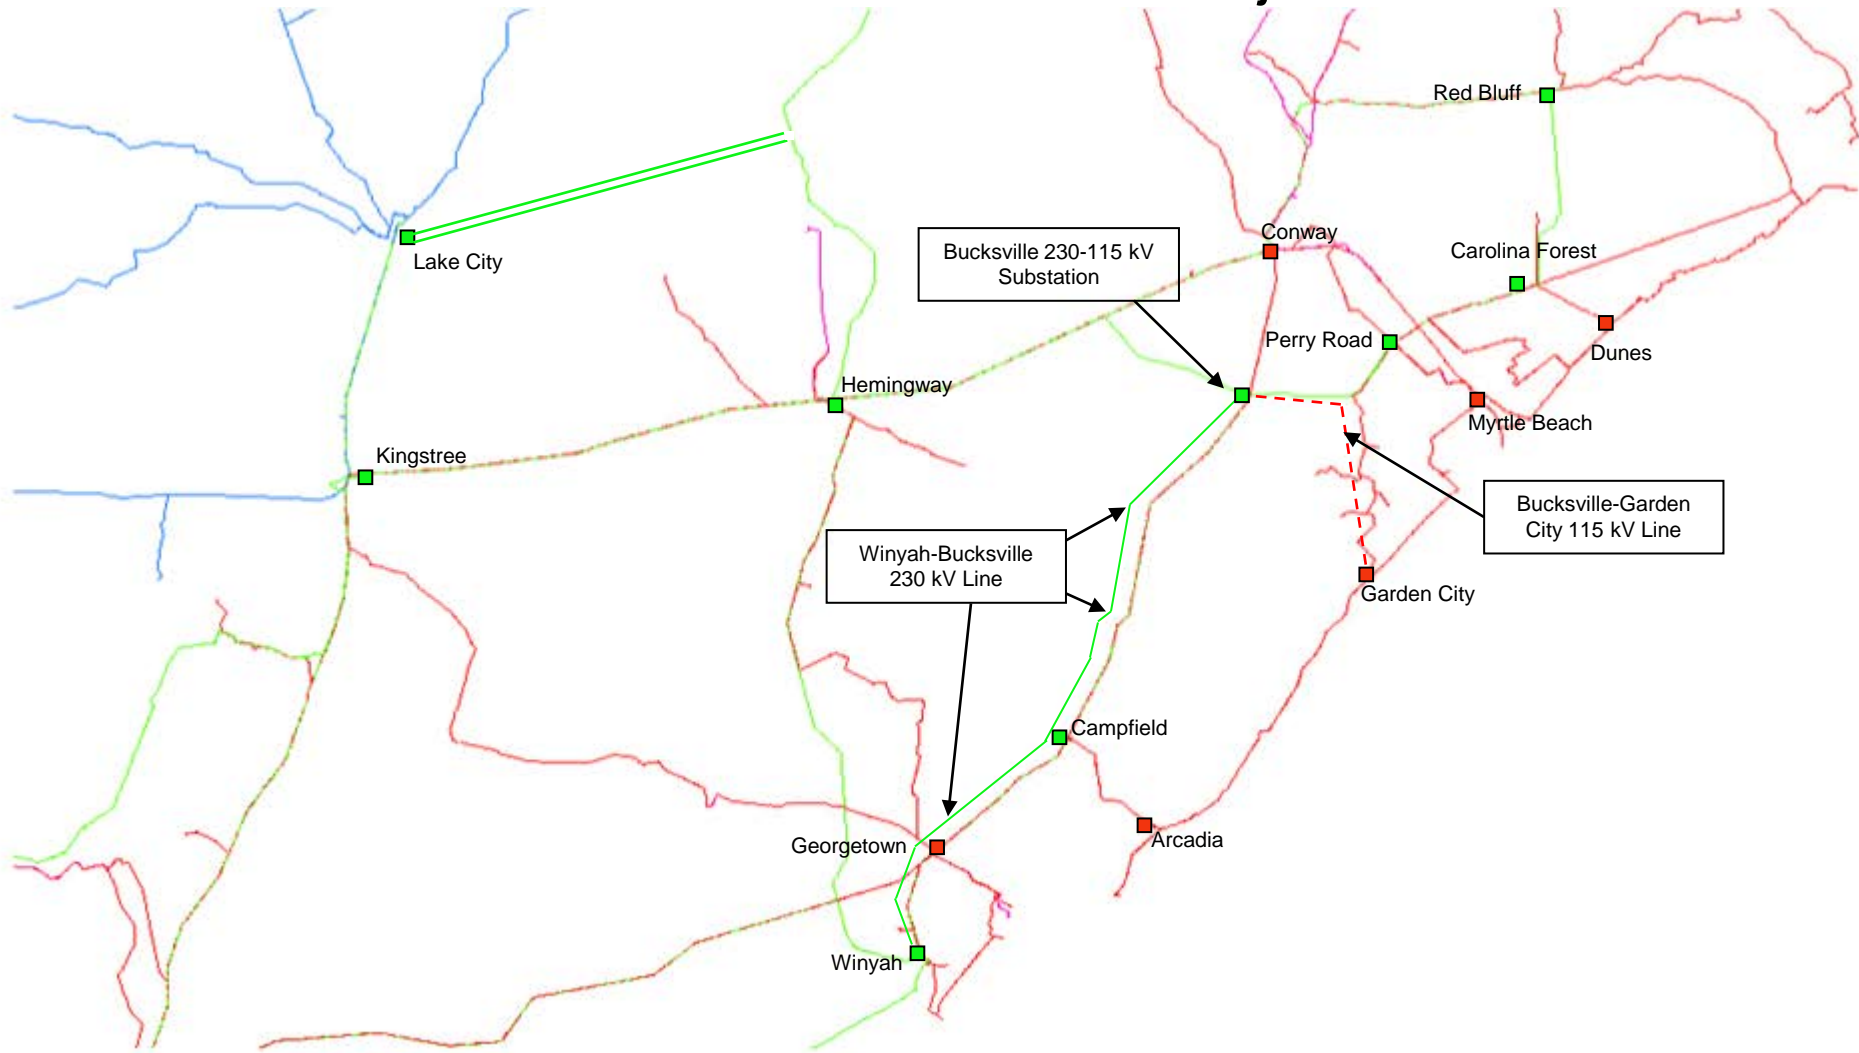 Red Bluff
Conway
Bucksville 230-115 kV
Substation
Carolina Forest
Lake City
Perry Road
Dunes
Hemingway
Myrtle Beach
Kingstree
Bucksville-Garden
City 115 kV Line
Winyah-Bucksville
230 kV Line
Garden City
Campfield
Georgetown
Arcadia
Winyah